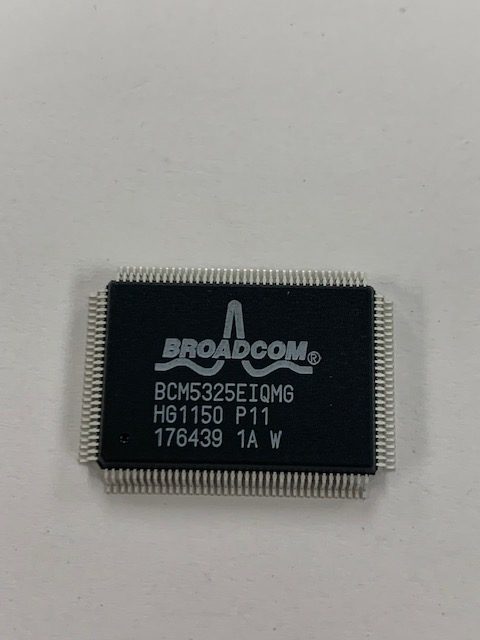 BROADCOM®
BCM5325EIQMG
HG1150 P11
176439 1A W